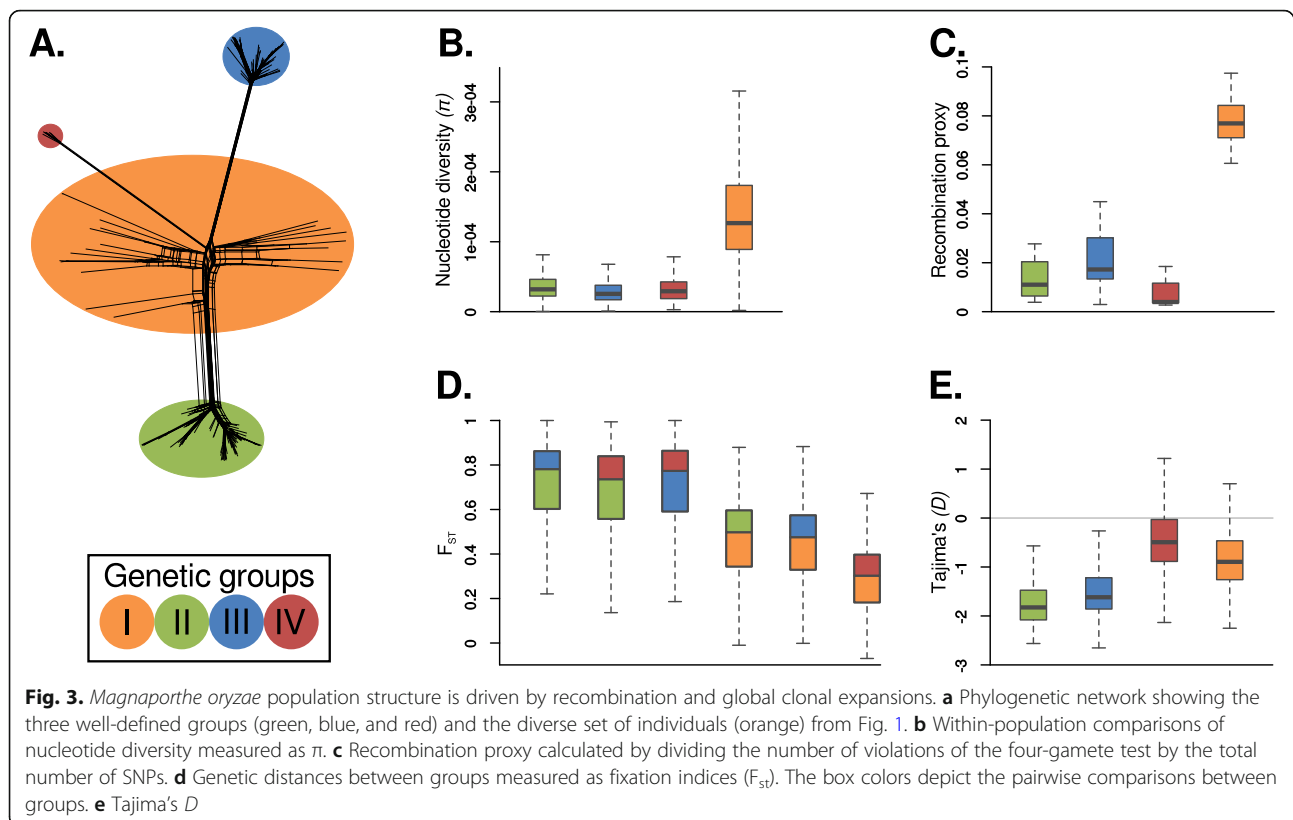 A.
B.
Nucleotide diversity (π)
3e-04
2e-04
1e-04
0
C.
Recombination proxy
0.1
0.08
0.06
0.04
0.02
0
Genetic groups
I II III IV
D.
F_ST
1
0.8
0.6
0.4
0.2
0
E.
Tajima's (D)
2
1
0
-1
-2
-3
Fig. 3. Magnaporthe oryzae population structure is driven by recombination and global clonal expansions. a Phylogenetic network showing the
three well-defined groups (green, blue, and red) and the diverse set of individuals (orange) from Fig. 1. b Within-population comparisons of
nucleotide diversity measured as π. c Recombination proxy calculated by dividing the number of violations of the four-gamete test by the total
number of SNPs. d Genetic distances between groups measured as fixation indices (F_st). The box colors depict the pairwise comparisons between
groups. e Tajima's D